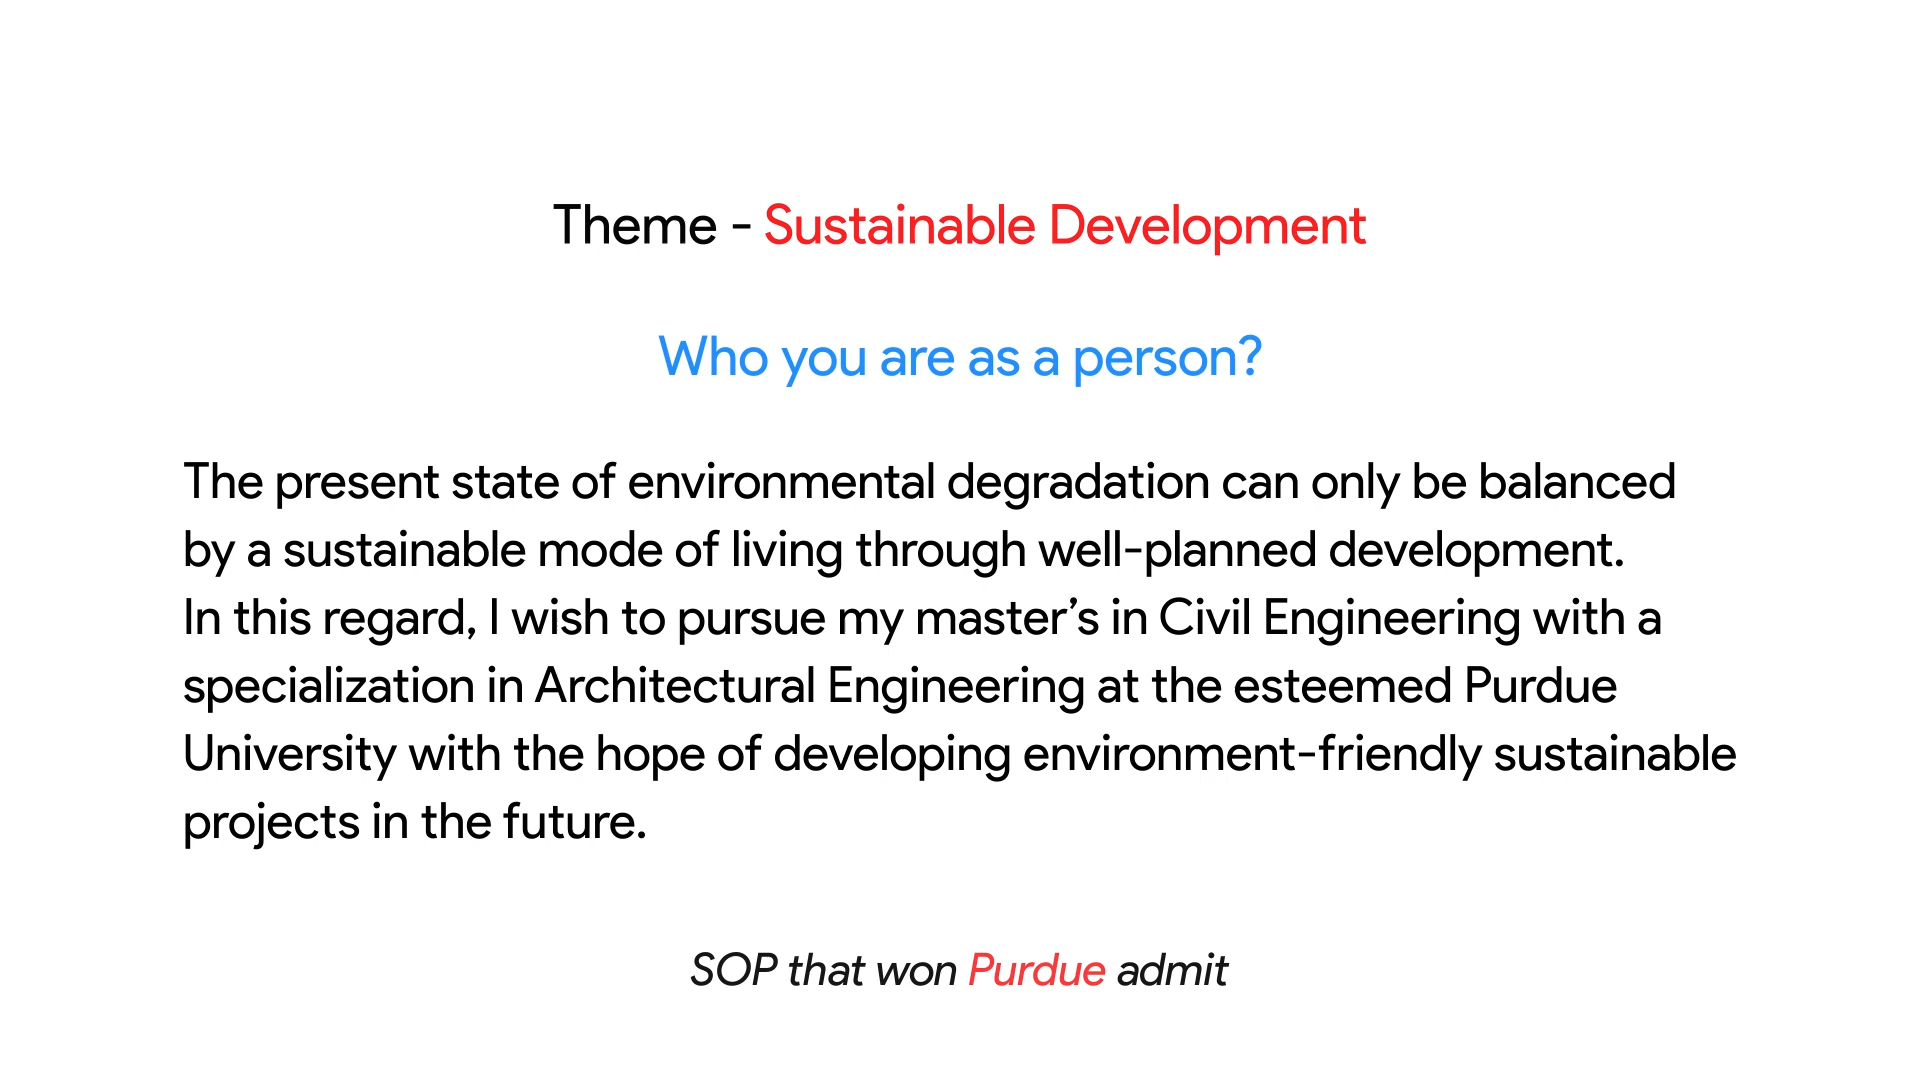 Theme - Sustainable Development
Who you are as a person?
The present state of environmental degradation can only be balanced
by a sustainable mode of living through well-planned development.
In this regard, I wish to pursue my master’s in Civil Engineering with a
specialization in Architectural Engineering at the esteemed Purdue
University with the hope of developing environment-friendly sustainable
projects in the future.
SOP that won Purdue admit